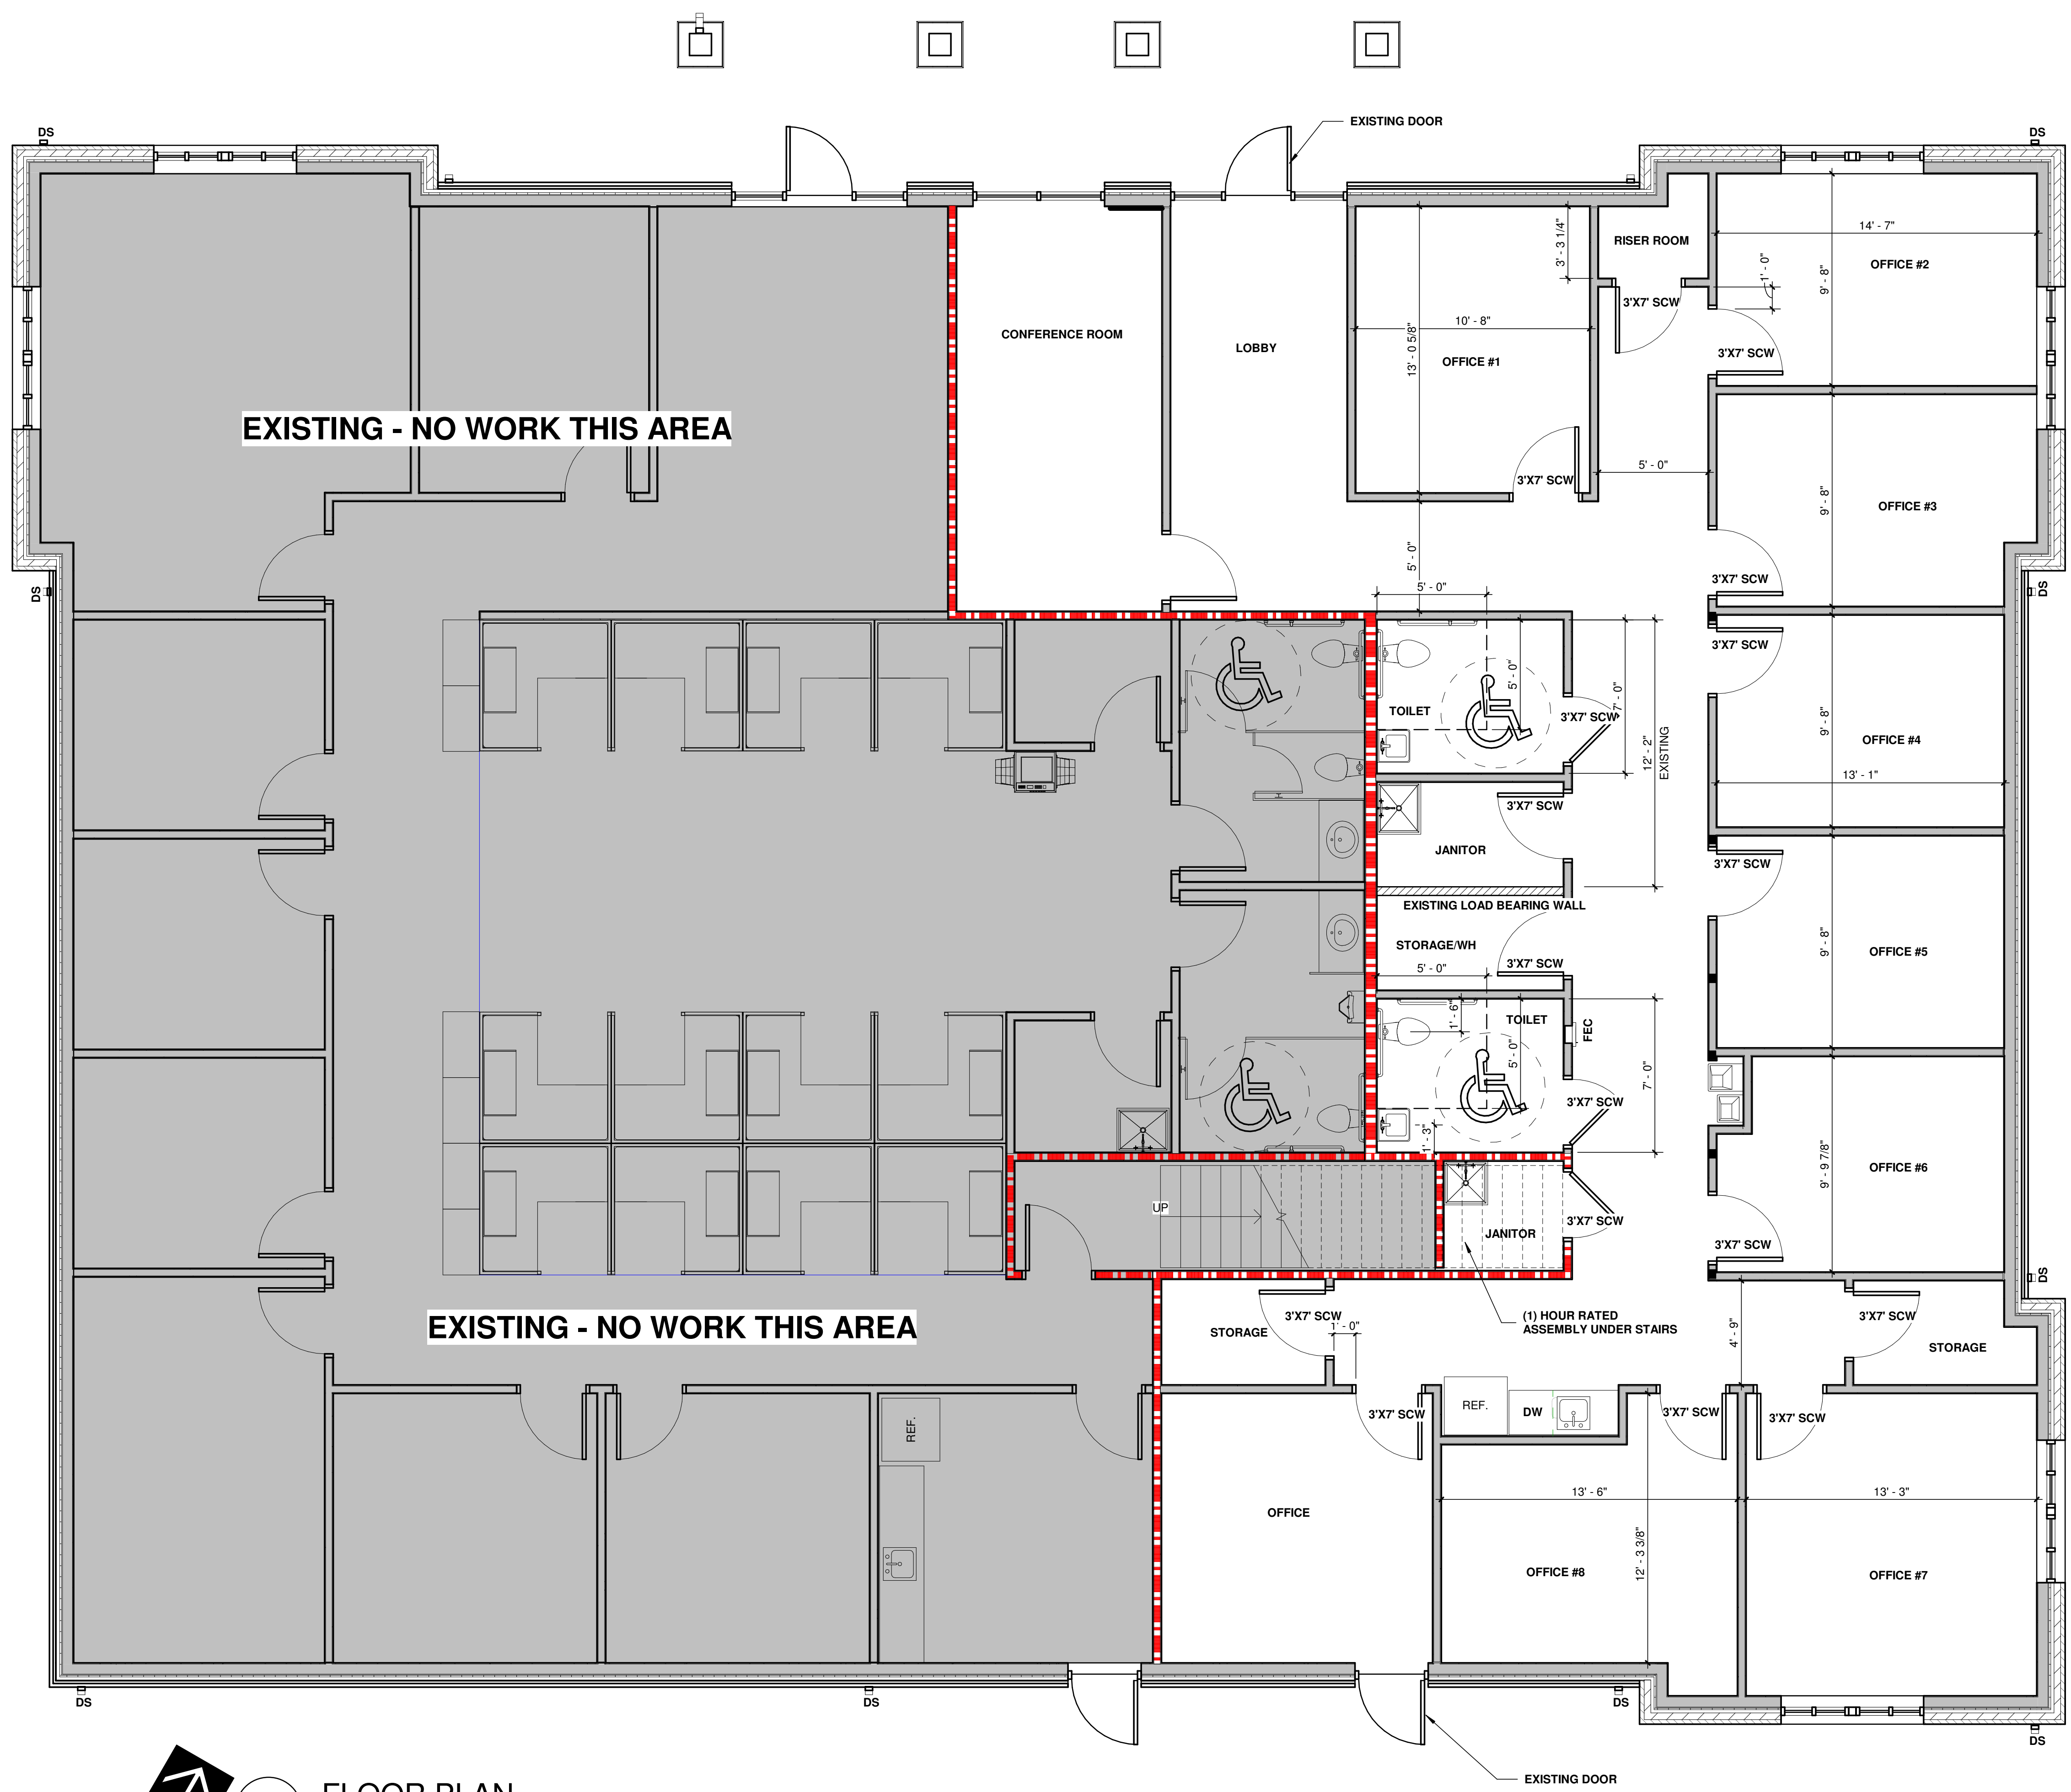 EXISTING DOOR
DS
DS
RISER ROOM
14' - 7"
OFFICE #2
3' - 3 1/4"
9' - 8"
1' - 0"
3'X7' SCW
3'X7' SCW
CONFERENCE ROOM
LOBBY
10' - 8"
13' - 0 5/8"
OFFICE #1
EXISTING - NO WORK THIS AREA
3'X7' SCW
5' - 0"
9' - 8"
OFFICE #3
5' - 0"
3'X7' SCW
DS
DS
5' - 0"
3'X7' SCW
TOILET
5' - 0"
3'X7' SCW
7' - 0"
12' - 2"
EXISTING
9' - 8"
OFFICE #4
13' - 1"
3'X7' SCW
JANITOR
3'X7' SCW
EXISTING LOAD BEARING WALL
STORAGE/WH
3'X7' SCW
5' - 0"
9' - 8"
OFFICE #5
1' - 6"
TOILET
5' - 0"
FEC
7' - 0"
3'X7' SCW
1' - 3"
9' - 9 7/8"
OFFICE #6
UP
JANITOR
3'X7' SCW
3'X7' SCW
DS
EXISTING - NO WORK THIS AREA
STORAGE
3'X7' SCW
1' - 0"
(1) HOUR RATED
ASSEMBLY UNDER STAIRS
4' - 9"
3'X7' SCW
STORAGE
REF.
3'X7' SCW
REF.
DW
3'X7' SCW
3'X7' SCW
OFFICE
13' - 6"
13' - 3"
12' - 3 3/8"
OFFICE #8
OFFICE #7
DS
DS
DS
DS
EXISTING DOOR
FLOOR PLAN